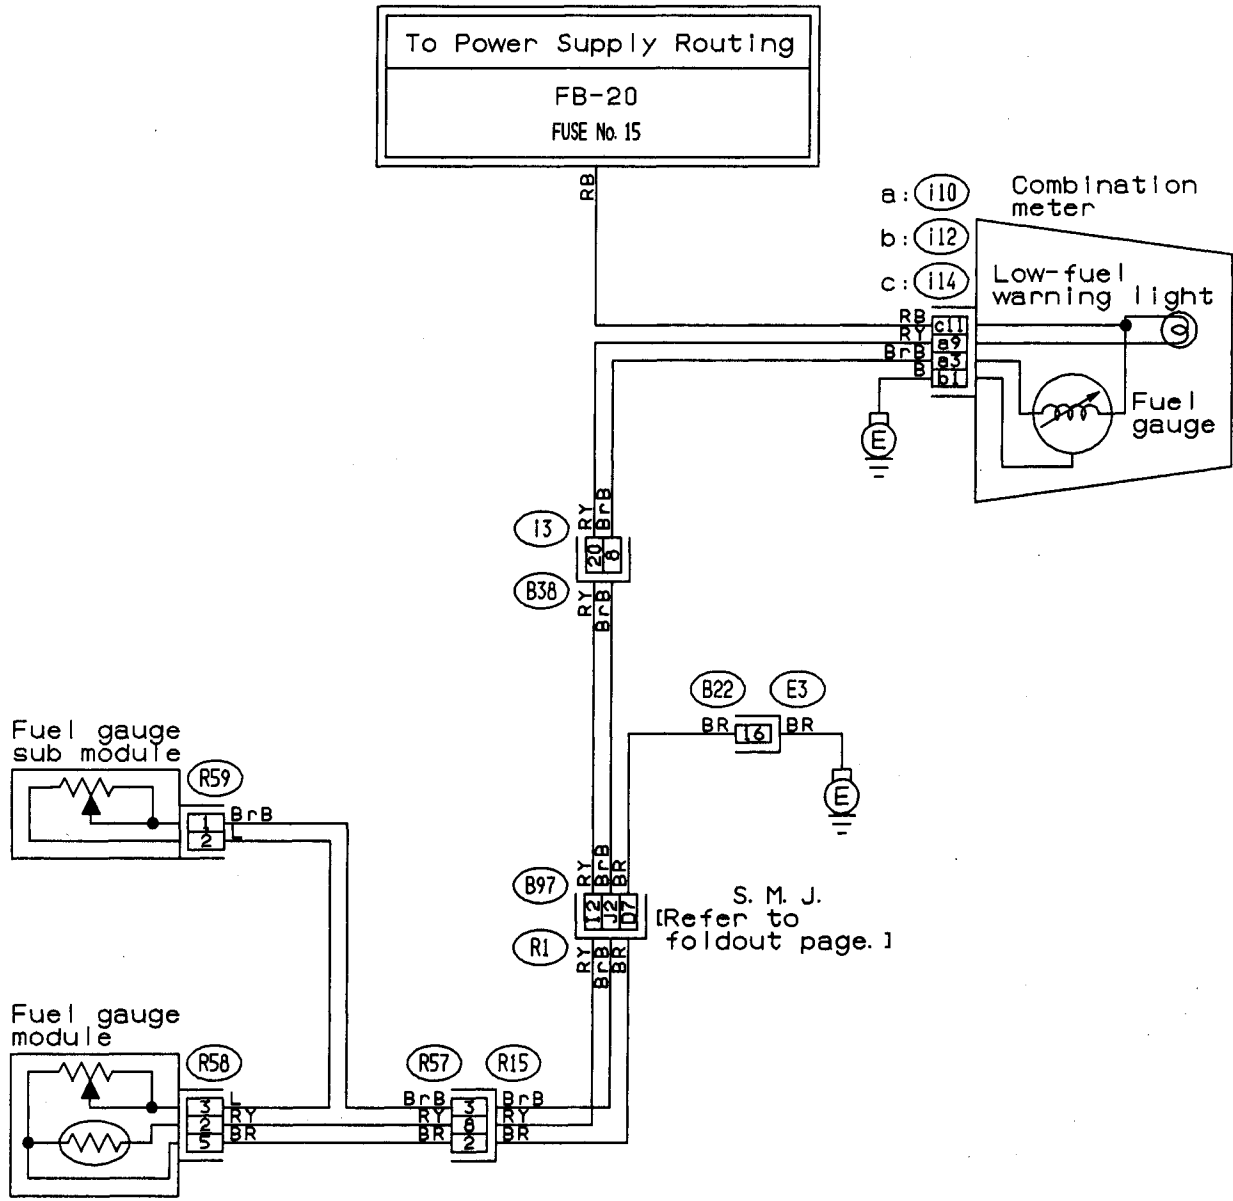 To Power Supply Routing
FB-20
FUSE No. 15
RB
a: i10
b: i12
c: i14
Combination
meter
Low-fuel
warning light
RB
c11
RY
a9
BrB
a3
B
b1
Fuel
gauge
E
RY
BrB
i3
20
8
B38
RY
BrB
B22
E3
BR
16
BR
E
Fuel gauge
sub module
R59
1
BrB
2
L
RY
BrB
BR
B97
I2
J2
D7
S. M. J.
[Refer to
foldout page. ]
R1
RY
BrB
BR
Fuel gauge
module
R58
R57
R15
3
L
BrB
3
BrB
2
RY
RY
8
RY
5
BR
BR
2
BR